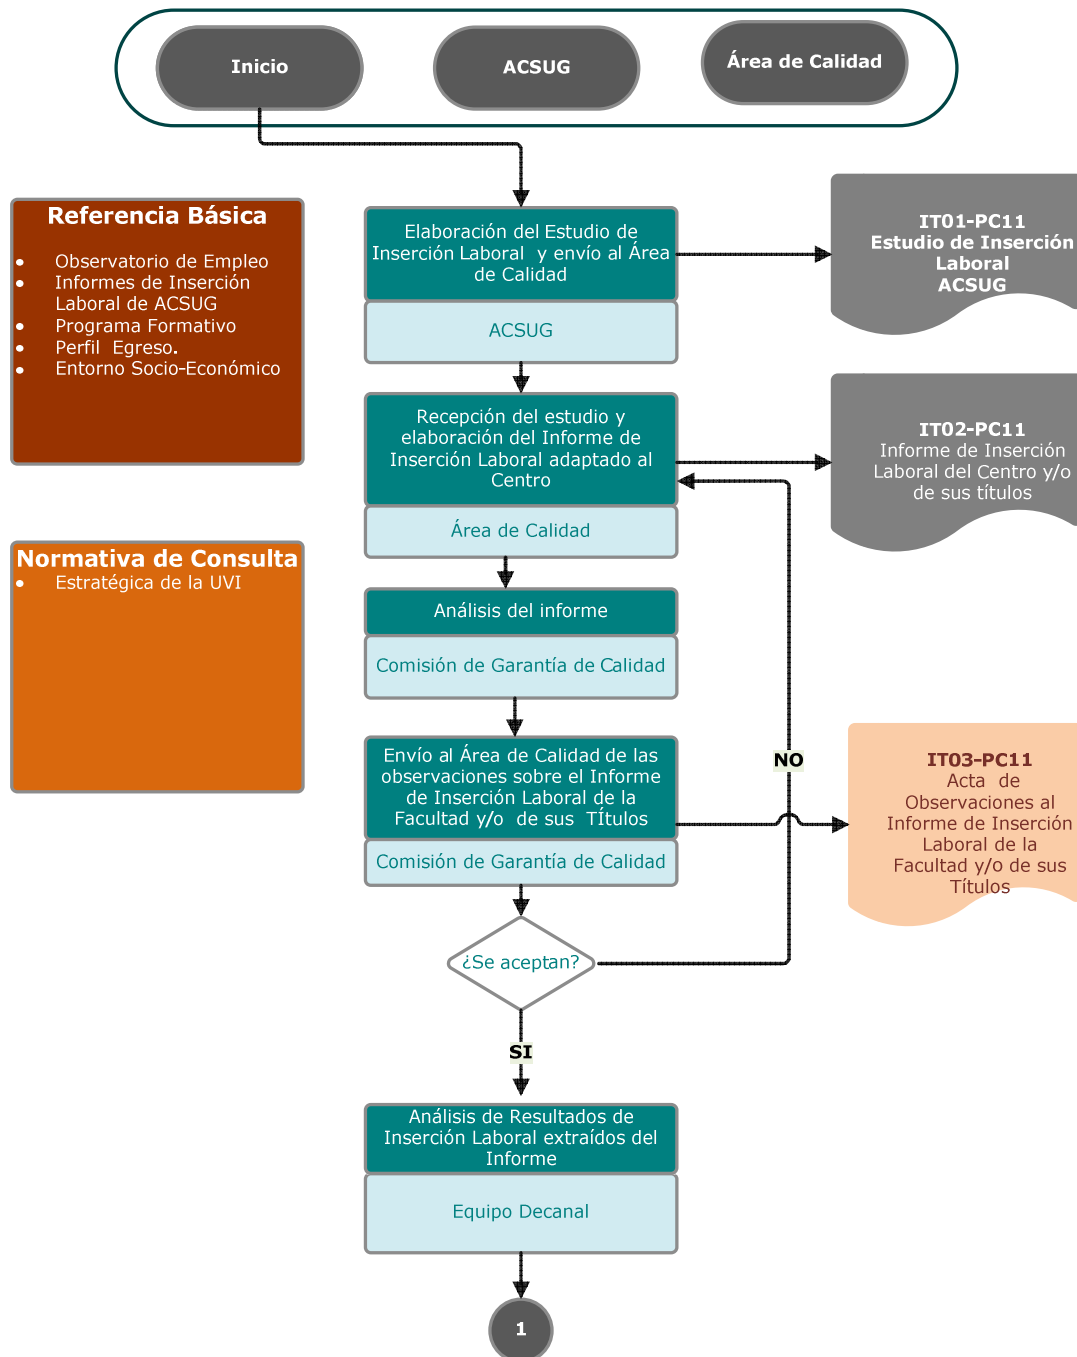 Inicio
ACSUG
Área de Calidad
Referencia Básica
• Observatorio de Empleo
• Informes de Inserción
Laboral de ACSUG
• Programa Formativo
• Perfil Egreso.
• Entorno Socio-Económico
Normativa de Consulta
• Estratégica de la UVI
Elaboración del Estudio de
Inserción Laboral y envío al Área
de Calidad
ACSUG
IT01-PC11
Estudio de Inserción
Laboral
ACSUG
Recepción del estudio y
elaboración del Informe de
Inserción Laboral adaptado al
Centro
Área de Calidad
IT02-PC11
Informe de Inserción
Laboral del Centro y/o
de sus títulos
Análisis del informe
Comisión de Garantía de Calidad
Envío al Área de Calidad de las
observaciones sobre el Informe
de Inserción Laboral de la
Facultad y/o de sus TÍtulos
Comisión de Garantía de Calidad
NO
IT03-PC11
Acta de
Observaciones al
Informe de Inserción
Laboral de la
Facultad y/o de sus
Títulos
¿Se aceptan?
SI
Análisis de Resultados de
Inserción Laboral extraídos del
Informe
Equipo Decanal
1